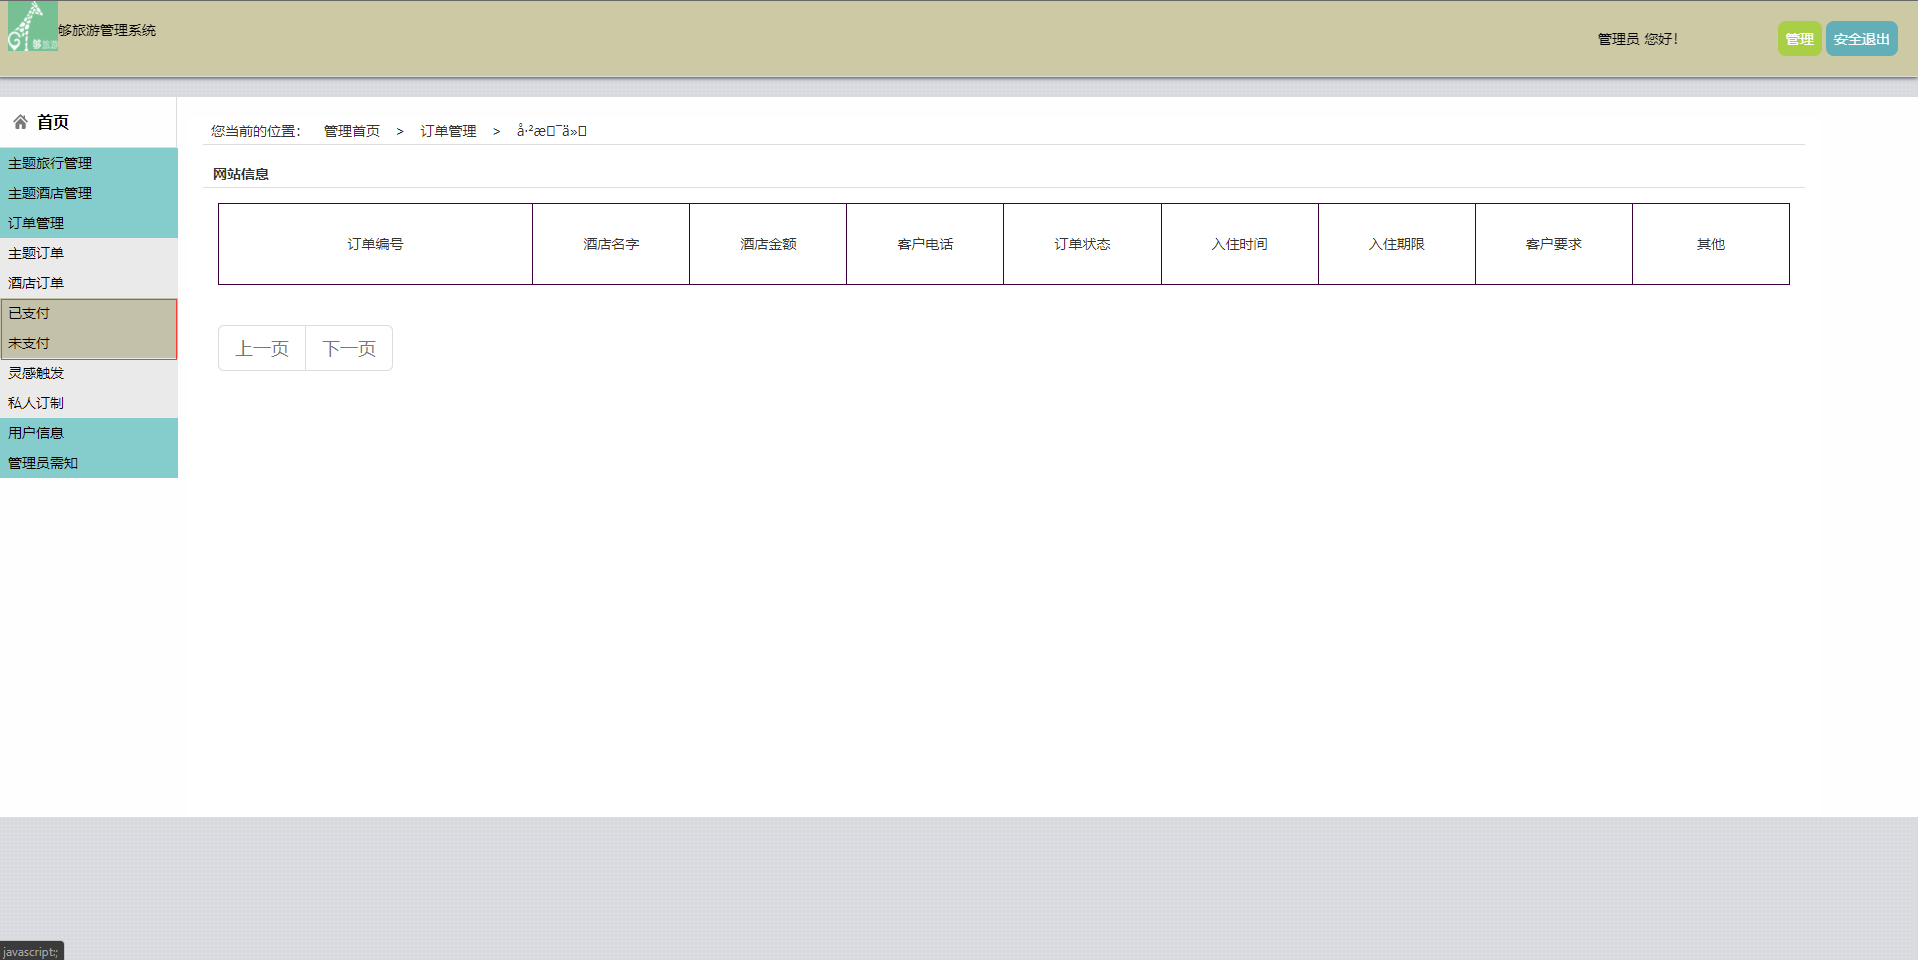 够旅游管理系统
管理员 您好!
管理 安全退出
首页
主题旅行管理
主题酒店管理
订单管理
主题订单
酒店订单
已支付
未支付
灵感触发
私人订制
用户信息
管理员需知
您当前的位置： 管理首页 > 订单管理 >
网站信息
订单编号 酒店名字 酒店金额 客户电话 订单状态 入住时间 入住期限 客户要求 其他
上一页 下一页
javascript:;